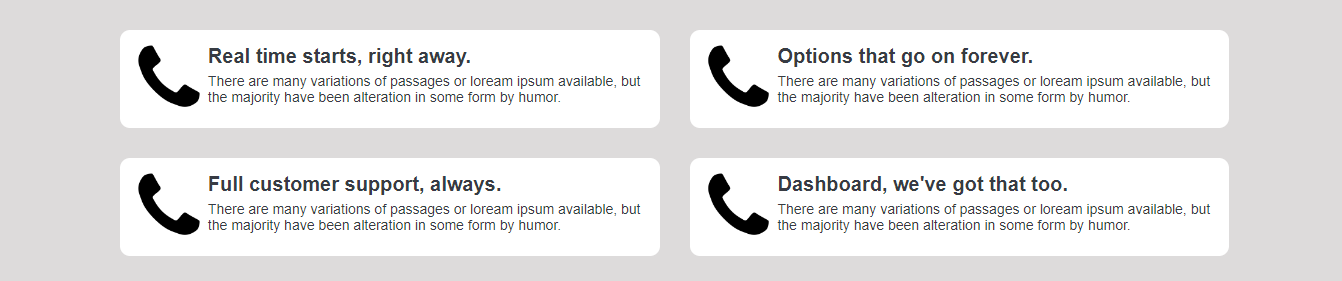 Real time starts, right away.
There are many variations of passages or loream ipsum available, but
the majority have been alteration in some form by humor.
Options that go on forever.
There are many variations of passages or loream ipsum available, but
the majority have been alteration in some form by humor.
Full customer support, always.
There are many variations of passages or loream ipsum available, but
the majority have been alteration in some form by humor.
Dashboard, we've got that too.
There are many variations of passages or loream ipsum available, but
the majority have been alteration in some form by humor.